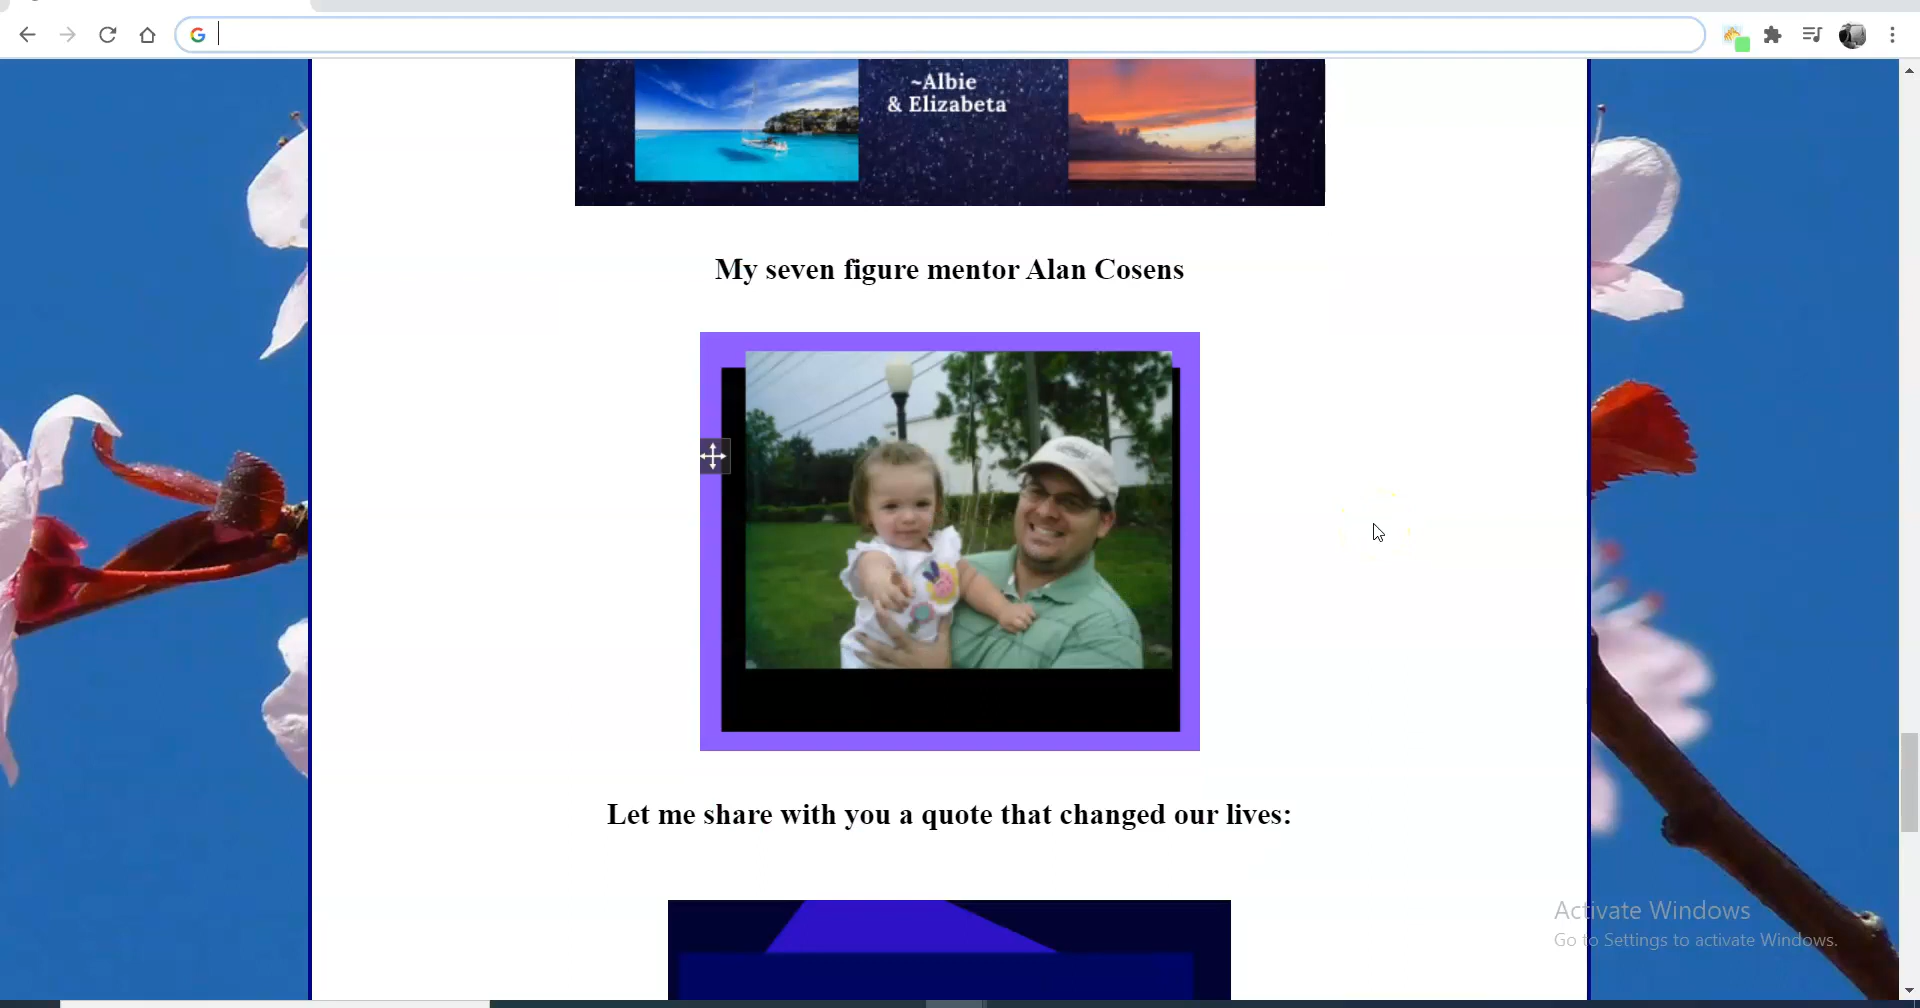 ~Albie
& Elizabeta
My seven figure mentor Alan Cosens
Let me share with you a quote that changed our lives:
Activate Windows
Go to Settings to activate Windows.